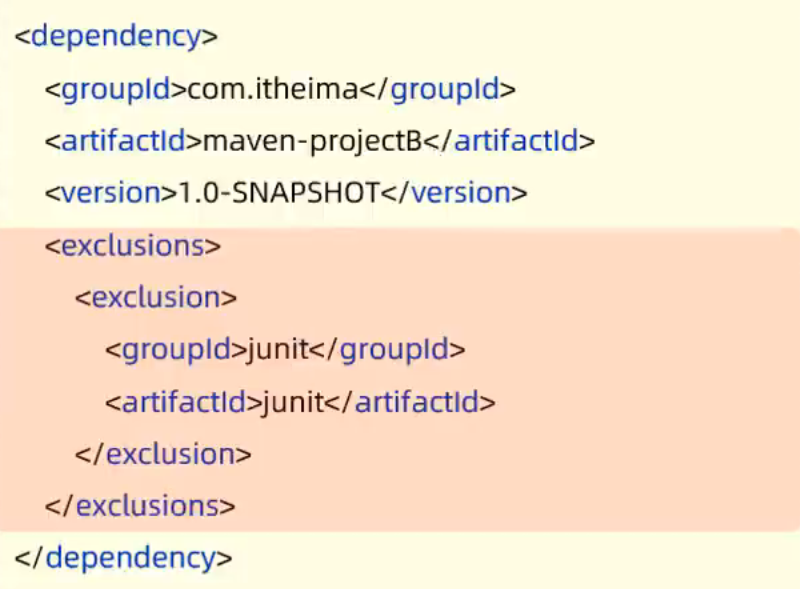 <dependency>
<groupId>com.itheima</groupId>
<artifactId>maven-projectB</artifactId>
<version>1.0-SNAPSHOT</version>
<exclusions>
<exclusion>
<groupId>junit</groupId>
<artifactId>junit</artifactId>
</exclusion>
</exclusions>
</dependency>